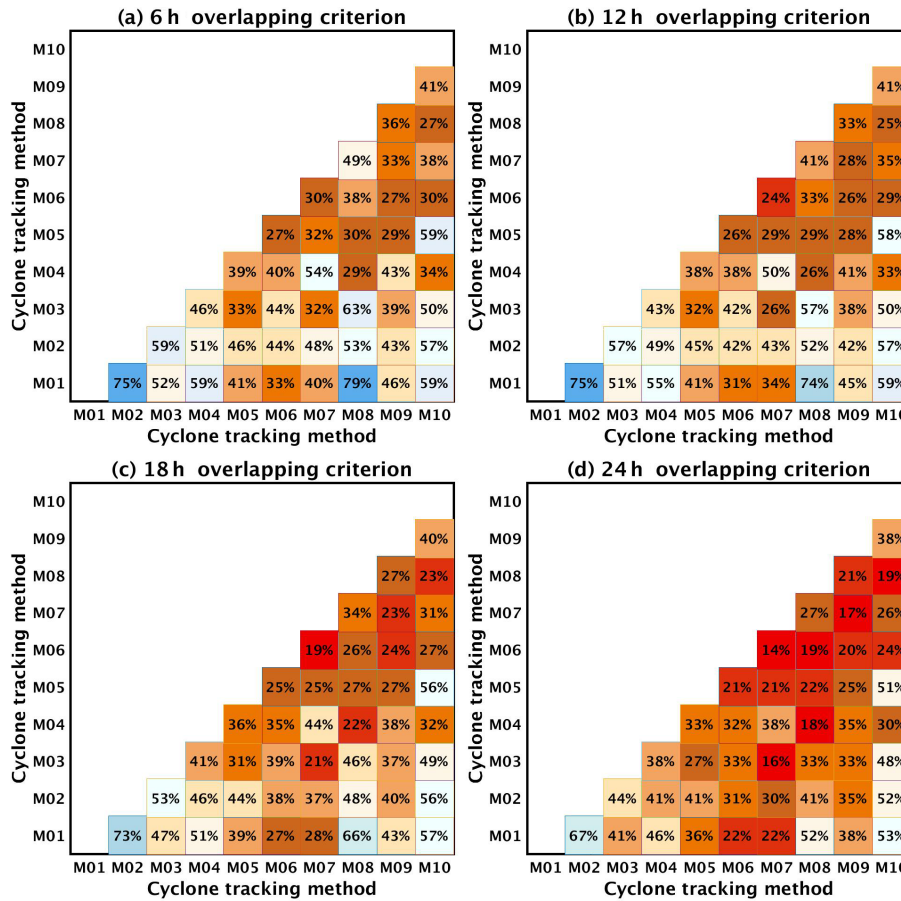 (a) 6 h overlapping criterion
M10
M09 41%
M08 36% 27%
M07 49% 33% 38%
M06 30% 38% 27% 30%
M05 27% 32% 30% 29% 59%
M04 39% 40% 54% 29% 43% 34%
M03 46% 33% 44% 32% 63% 39% 50%
M02 59% 51% 46% 44% 48% 53% 43% 57%
M01 75% 52% 59% 41% 33% 40% 79% 46% 59%
M01 M02 M03 M04 M05 M06 M07 M08 M09 M10
Cyclone tracking method
Cyclone tracking method
(b) 12 h overlapping criterion
M10
M09 41%
M08 33% 25%
M07 41% 28% 35%
M06 24% 33% 26% 29%
M05 26% 29% 29% 28% 58%
M04 38% 38% 50% 26% 41% 33%
M03 43% 32% 42% 26% 57% 38% 50%
M02 57% 49% 45% 42% 43% 52% 42% 57%
M01 75% 51% 55% 41% 31% 34% 74% 45% 59%
M01 M02 M03 M04 M05 M06 M07 M08 M09 M10
Cyclone tracking method
Cyclone tracking method
(c) 18 h overlapping criterion
M10
M09 40%
M08 27% 23%
M07 34% 23% 31%
M06 19% 26% 24% 27%
M05 25% 25% 27% 27% 56%
M04 36% 35% 44% 22% 38% 32%
M03 41% 31% 39% 21% 46% 37% 49%
M02 53% 46% 44% 38% 37% 48% 40% 56%
M01 73% 47% 51% 39% 27% 28% 66% 43% 57%
M01 M02 M03 M04 M05 M06 M07 M08 M09 M10
Cyclone tracking method
Cyclone tracking method
(d) 24 h overlapping criterion
M10
M09 38%
M08 21% 19%
M07 27% 17% 26%
M06 14% 19% 20% 24%
M05 21% 21% 22% 25% 51%
M04 33% 32% 38% 18% 35% 30%
M03 38% 27% 33% 16% 33% 33% 48%
M02 44% 41% 41% 31% 30% 41% 35% 52%
M01 67% 41% 46% 36% 22% 22% 52% 38% 53%
M01 M02 M03 M04 M05 M06 M07 M08 M09 M10
Cyclone tracking method
Cyclone tracking method